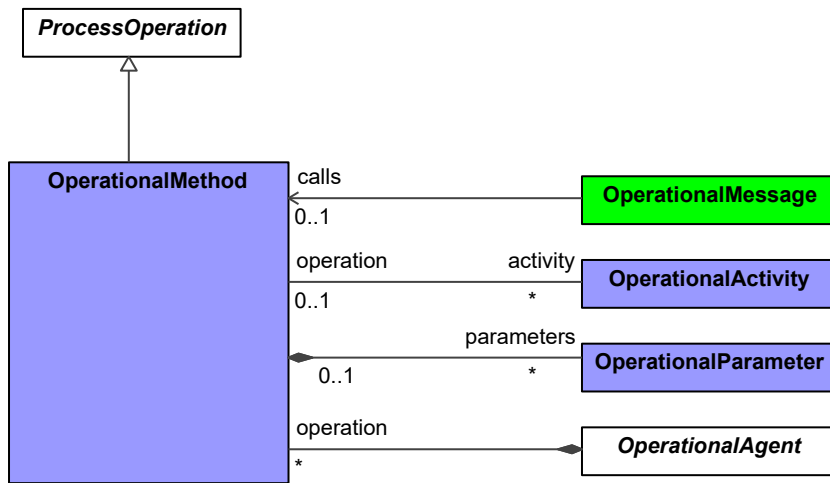 ProcessOperation
OperationalMethod
calls
0..1
OperationalMessage
operation
activity
0..1
*
OperationalActivity
parameters
0..1
*
OperationalParameter
operation
*
OperationalAgent